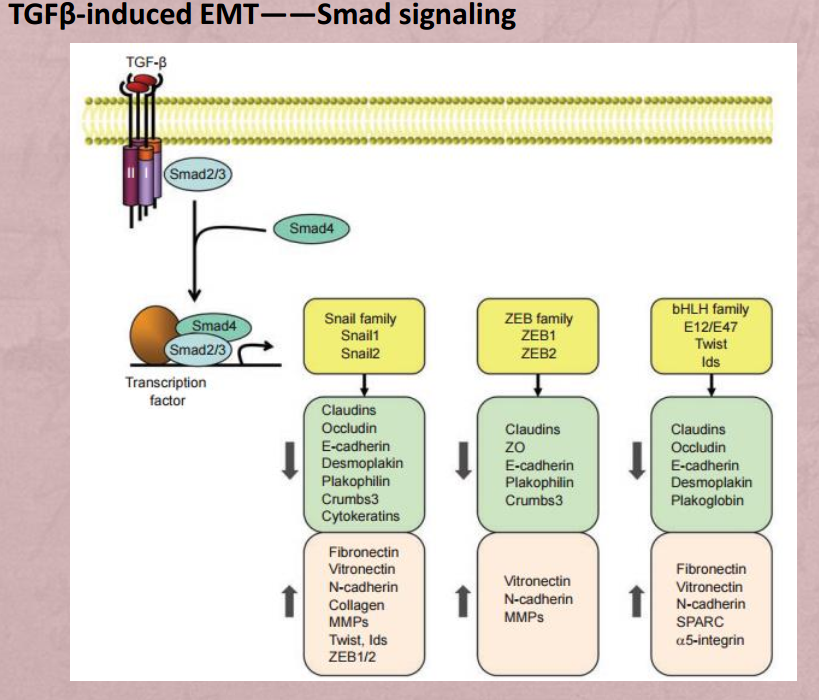 TGFβ-induced EMT——Smad signaling
TGF-β
II
I
Smad2/3
Smad4
Smad4
Smad2/3
Transcription
factor
Snail family
Snail1
Snail2
Claudins
Occludin
E-cadherin
Desmoplakin
Plakophilin
Crumbs3
Cytokeratins
Fibronectin
Vitronectin
N-cadherin
Collagen
MMPs
Twist, Ids
ZEB1/2
ZEB family
ZEB1
ZEB2
Claudins
ZO
E-cadherin
Plakophilin
Crumbs3
Vitronectin
N-cadherin
MMPs
bHLH family
E12/E47
Twist
Ids
Claudins
Occludin
E-cadherin
Desmoplakin
Plakoglobin
Fibronectin
Vitronectin
N-cadherin
SPARC
α5-integrin